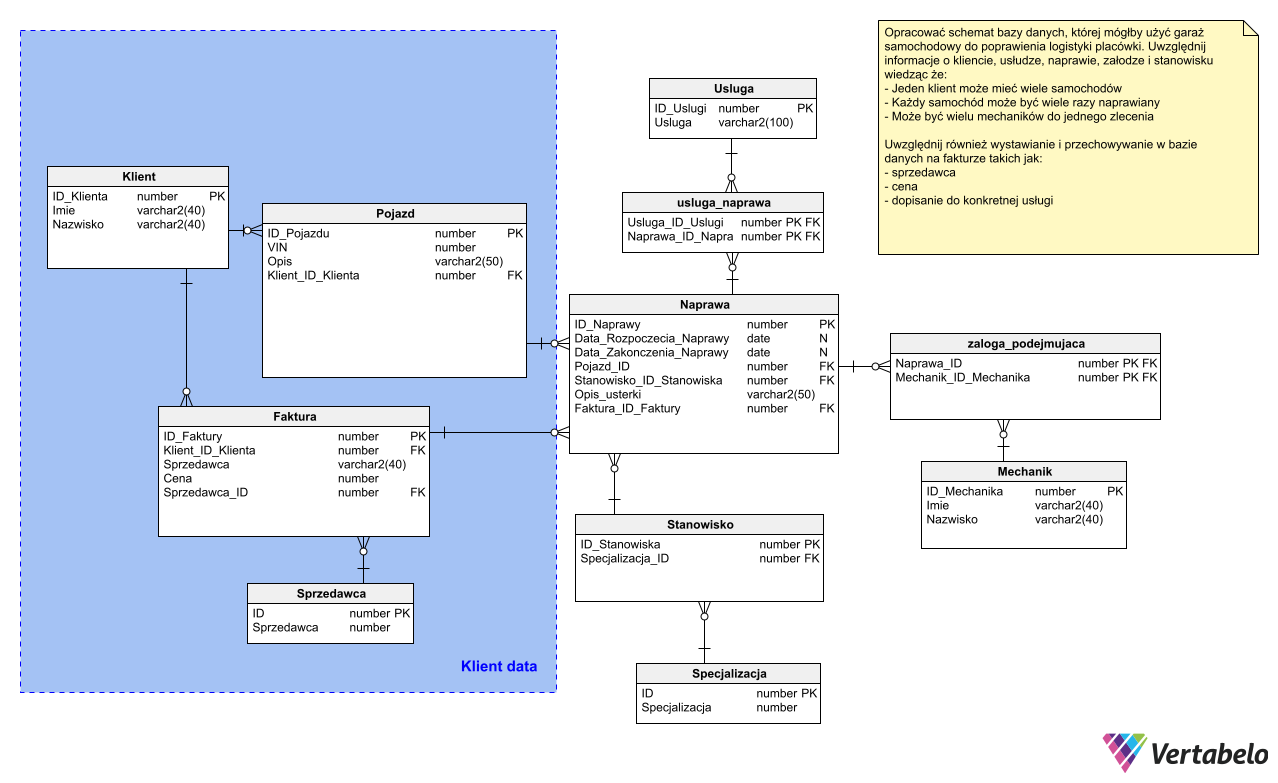 Opracować schemat bazy danych, której mógłby użyć garaż
samochodowy do poprawienia logistyki placówki. Uwzględnij
informacje o kliencie, usłudze, naprawie, załodze i stanowisku
wiedząc że:
- Jeden klient może mieć wiele samochodów
- Każdy samochód może być wiele razy naprawiany
- Może być wielu mechaników do jednego zlecenia
Uwzględnij również wystawianie i przechowywanie w bazie
danych na fakturze takich jak:
- sprzedawca
- cena
- dopisanie do konkretnej usługi
Usluga
ID_Uslugi number PK
Usluga varchar2(100)
Klient
ID_Klienta number PK
Imie varchar2(40)
Nazwisko varchar2(40)
Pojazd
ID_Pojazdu number PK
VIN number
Opis varchar2(50)
Klient_ID_Klienta number FK
usluga_naprawa
Usluga_ID_Uslugi number PK FK
Naprawa_ID_Napra number PK FK
Naprawa
ID_Naprawy number PK
Data_Rozpoczecia_Naprawy date N
Data_Zakonczenia_Naprawy date N
Pojazd_ID number FK
Stanowisko_ID_Stanowiska number FK
Opis_usterki varchar2(50)
Faktura_ID_Faktury number FK
zaloga_podejmujaca
Naprawa_ID number PK FK
Mechanik_ID_Mechanika number PK FK
Faktura
ID_Faktury number PK
Klient_ID_Klienta number FK
Sprzedawca varchar2(40)
Cena number
Sprzedawca_ID number FK
Mechanik
ID_Mechanika number PK
Imie varchar2(40)
Nazwisko varchar2(40)
Stanowisko
ID_Stanowiska number PK
Specjalizacja_ID number FK
Sprzedawca
ID number PK
Sprzedawca number
Klient data
Specjalizacja
ID number PK
Specjalizacja number
Vertabelo